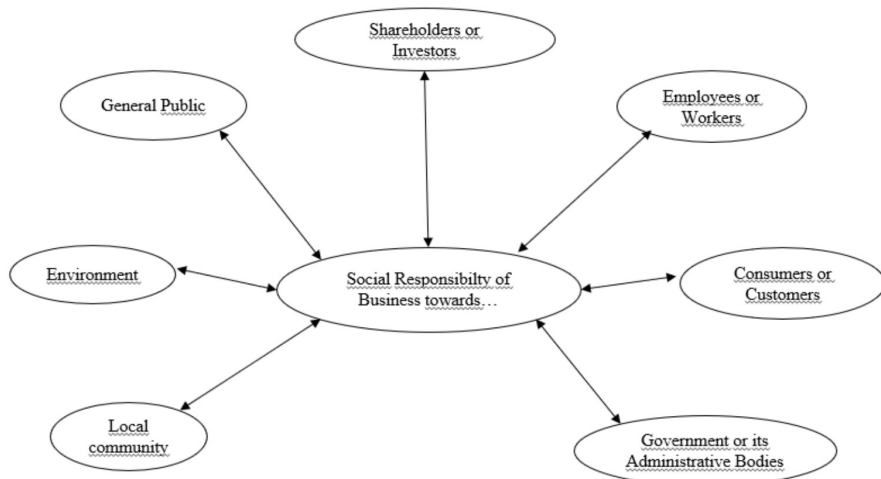 Shareholders or
Investors
General Public
Employees or
Workers
Environment
Social Responsibilty of
Business towards…
Consumers or
Customers
Local
community
Government or its
Administrative Bodies